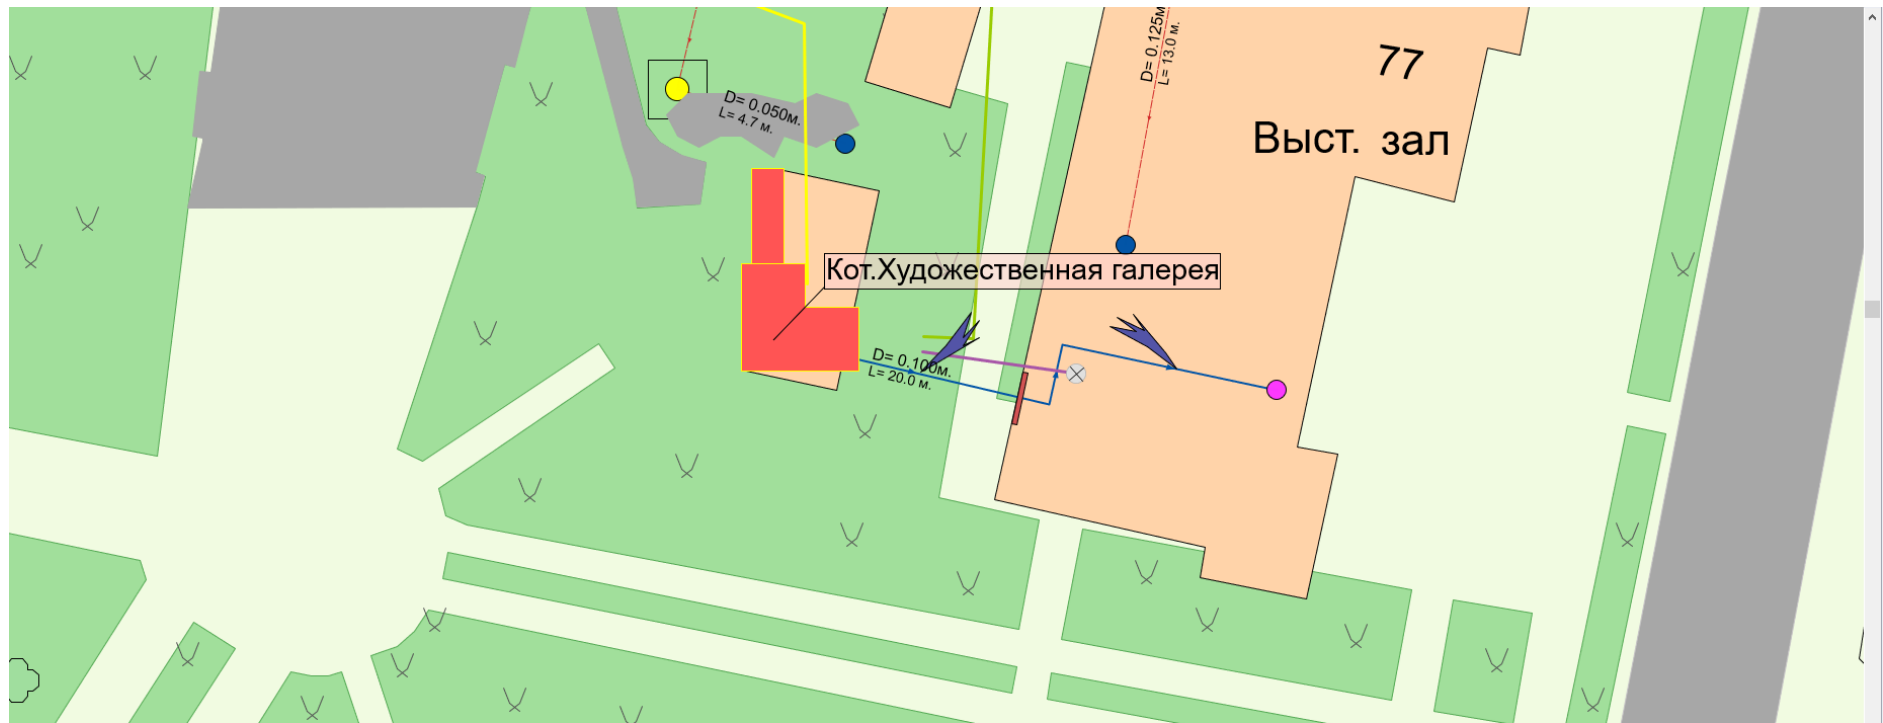 D= 0.125м
L= 13.0 м.
77
D= 0.050м.
L= 4.7 м.
Выст. зал
Кот.Художественная галерея
D= 0.100м.
L= 20.0 м.